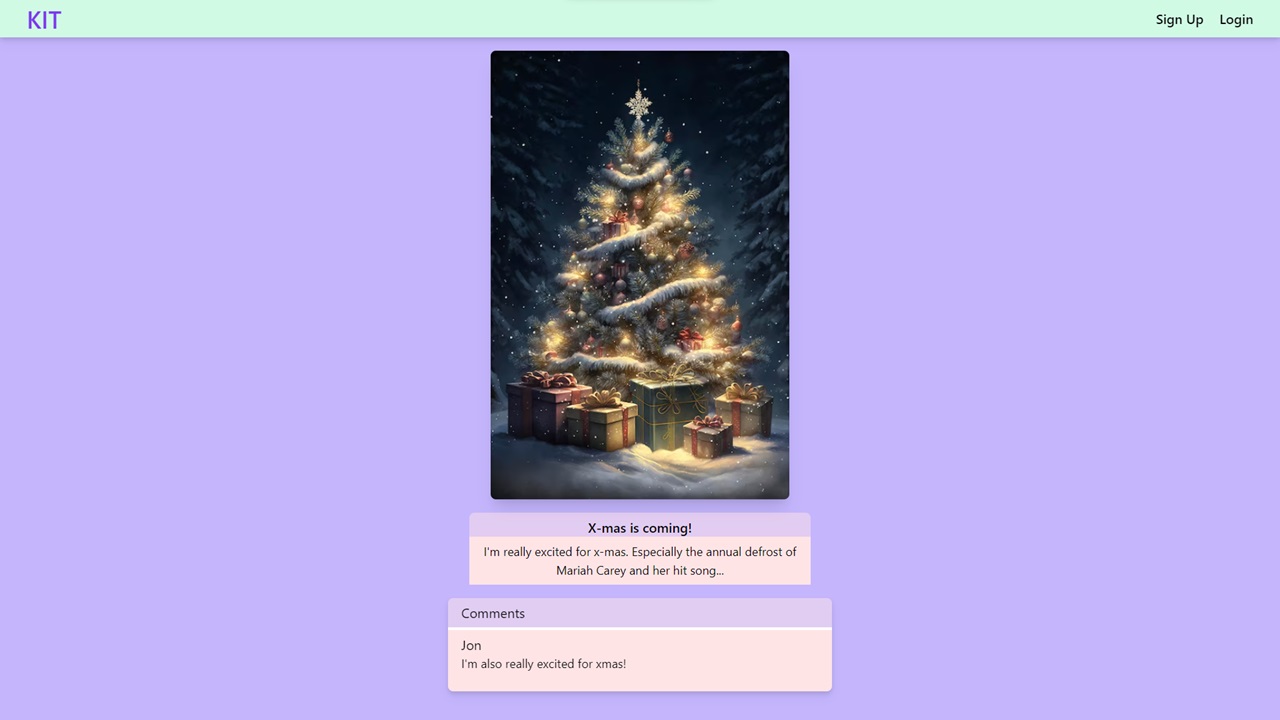 KIT
Sign Up
Login
X-mas is coming!
I'm really excited for x-mas. Especially the annual defrost of
Mariah Carey and her hit song...
Comments
Jon
I'm also really excited for xmas!